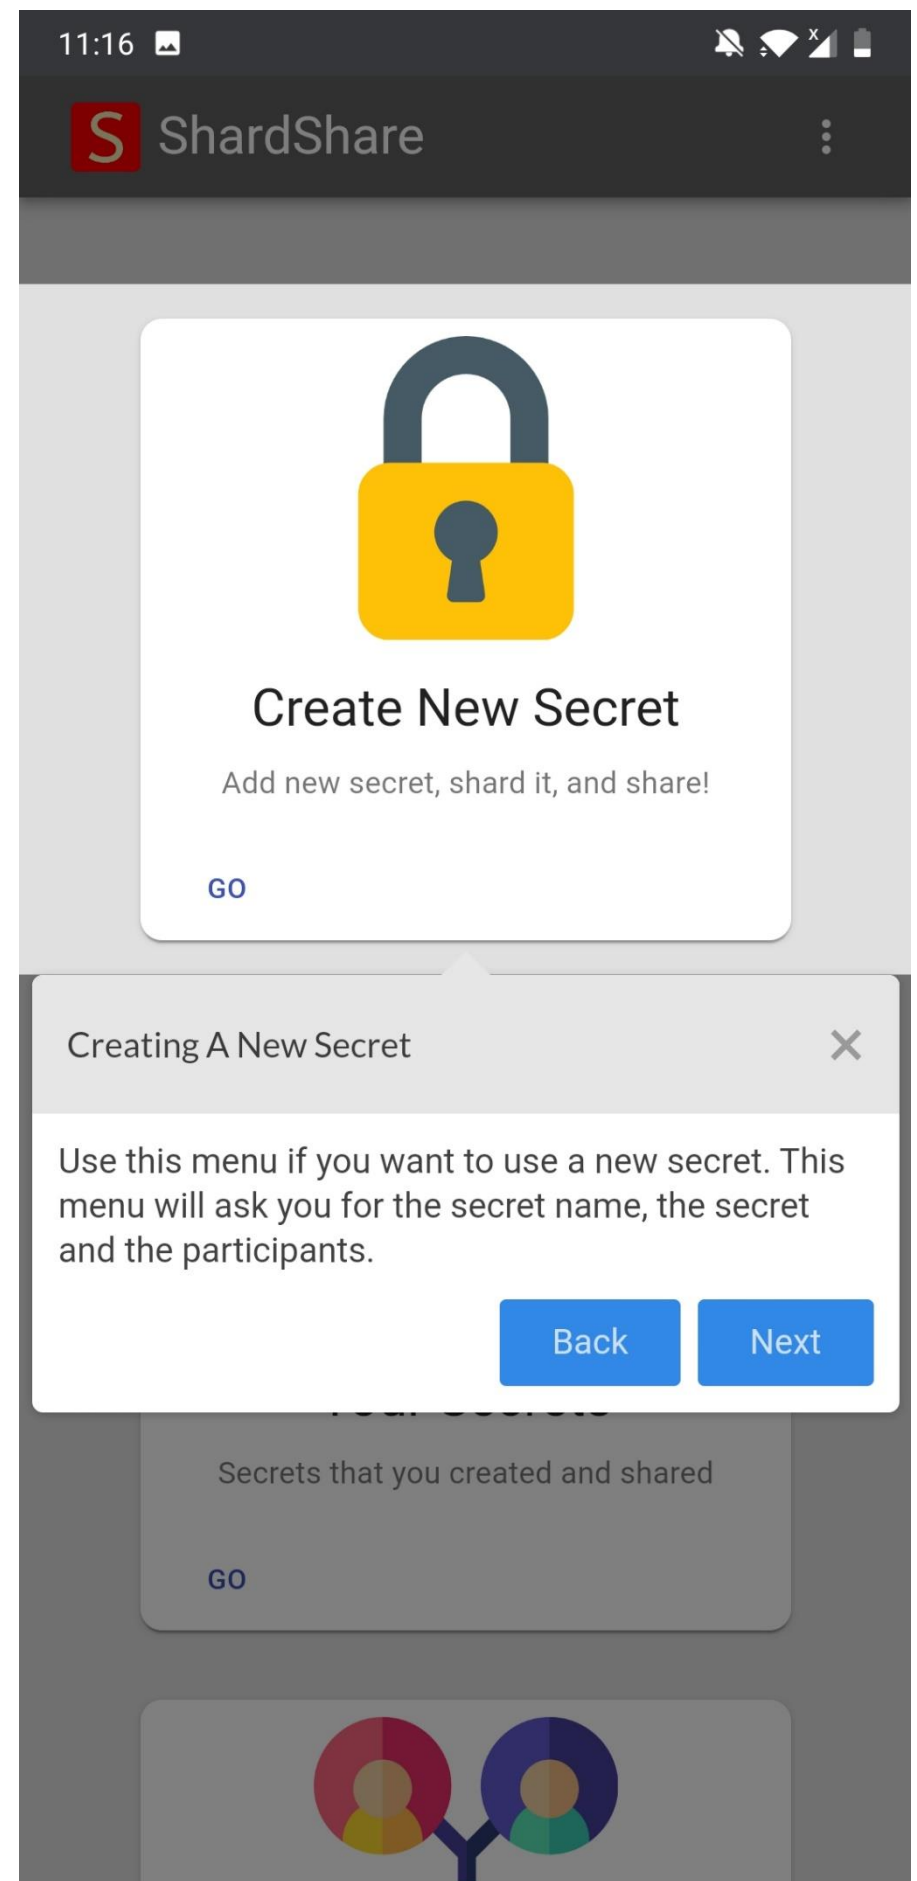 11:16
S ShardShare
Create New Secret
Add new secret, shard it, and share!
GO
Creating A New Secret
Use this menu if you want to use a new secret. This
menu will ask you for the secret name, the secret
and the participants.
Back Next
Your Secrets
Secrets that you created and shared
GO